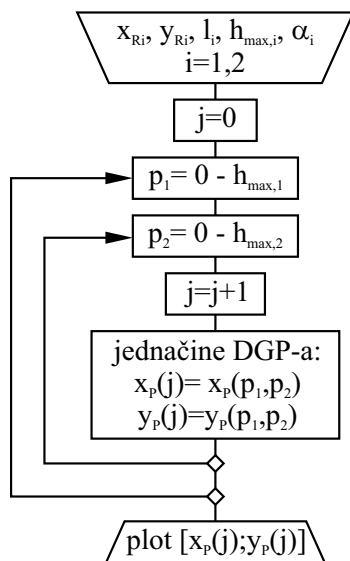 x_Ri, y_Ri, l_i, h_max,i, α_i
i=1,2
j=0
p_1= 0 - h_max,1
p_2= 0 - h_max,2
j=j+1
jednačine DGP-a:
x_P(j)= x_P(p_1,p_2)
y_P(j)=y_P(p_1,p_2)
plot [x_P(j);y_P(j)]